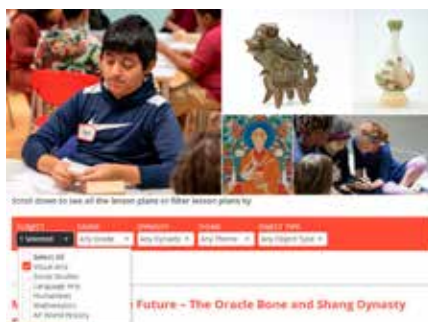 Scroll down to see all the lesson plans or filter lesson plans by
SUBJECT GRADE DYNASTY THEME OBJECT TYPE
1 Selected Any Grade Any Dynasty Any Theme Any Object Type
Select All
Visual Arts
Social Studies
Language Arts
Humanities
Mathematics
AP World History
Future – The Oracle Bone and Shang Dynasty